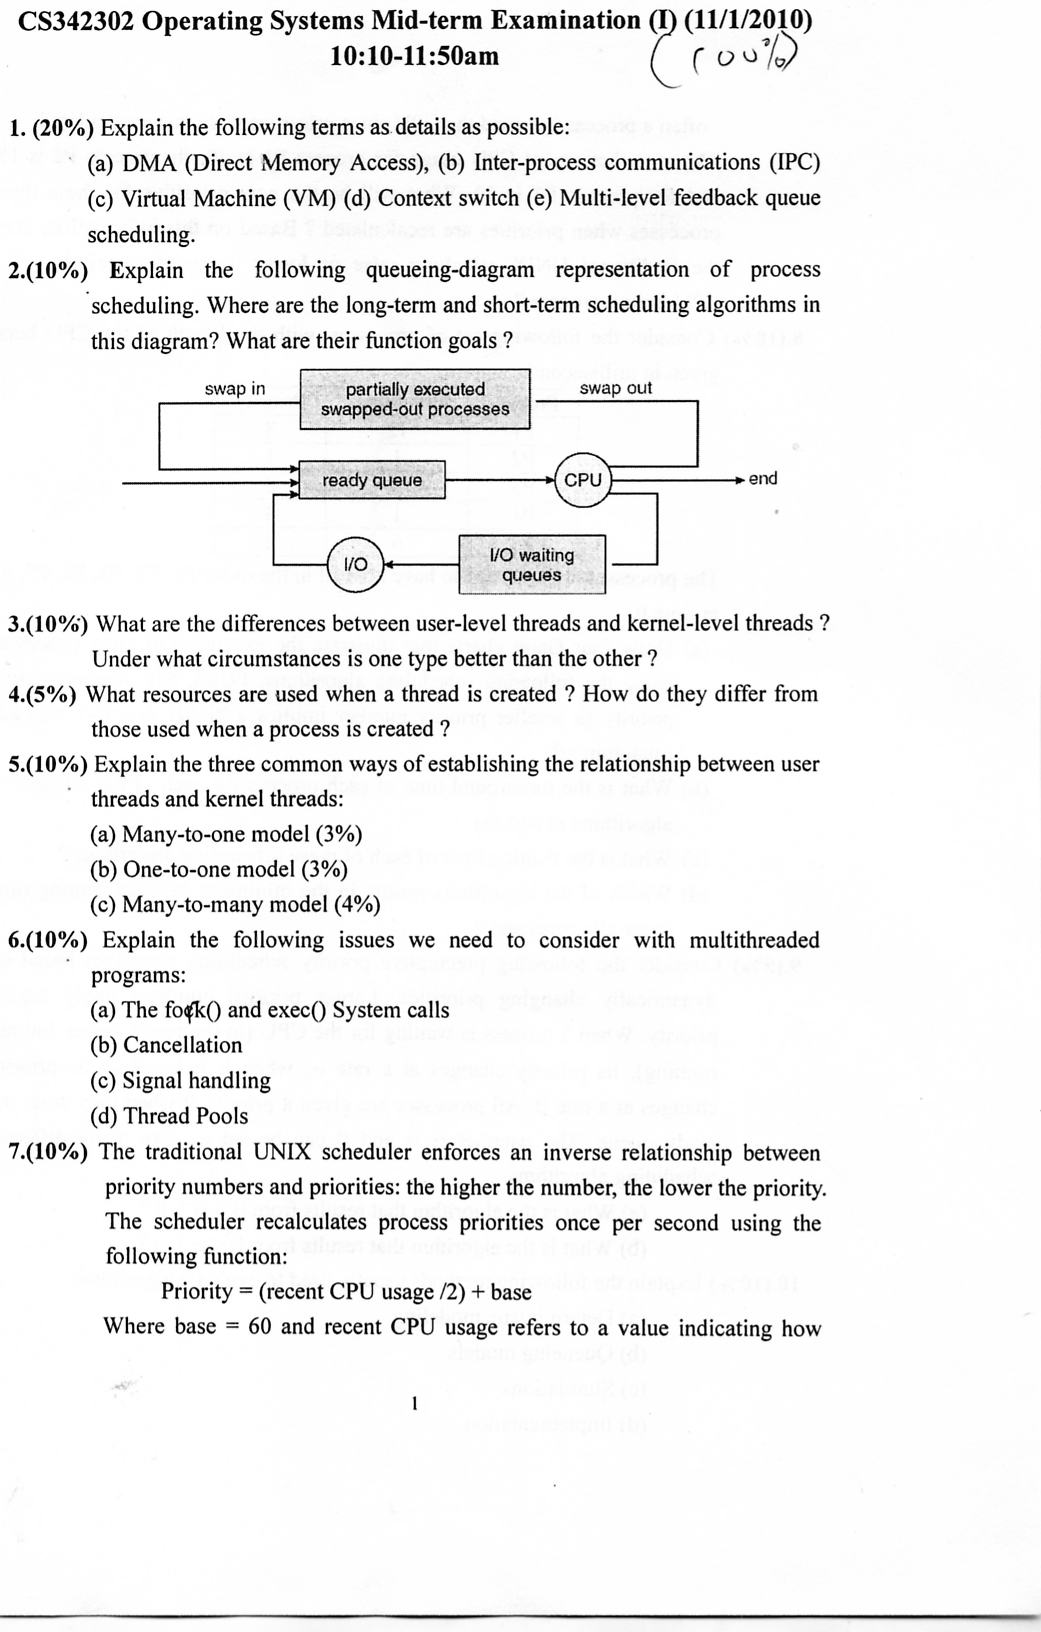 CS342302 Operating Systems Mid-term Examination (I) (11/1/2010)
10:10-11:50am
(100%)
1. (20%) Explain the following terms as details as possible:
(a) DMA (Direct Memory Access), (b) Inter-process communications (IPC)
(c) Virtual Machine (VM) (d) Context switch (e) Multi-level feedback queue
scheduling.
2.(10%) Explain the following queueing-diagram representation of process
scheduling. Where are the long-term and short-term scheduling algorithms in
this diagram? What are their function goals ?
swap in
partially executed
swapped-out processes
swap out
ready queue
CPU
end
I/O
I/O waiting
queues
3.(10%) What are the differences between user-level threads and kernel-level threads ?
Under what circumstances is one type better than the other ?
4.(5%) What resources are used when a thread is created ? How do they differ from
those used when a process is created ?
5.(10%) Explain the three common ways of establishing the relationship between user
threads and kernel threads:
(a) Many-to-one model (3%)
(b) One-to-one model (3%)
(c) Many-to-many model (4%)
6.(10%) Explain the following issues we need to consider with multithreaded
programs:
(a) The fork() and exec() System calls
(b) Cancellation
(c) Signal handling
(d) Thread Pools
7.(10%) The traditional UNIX scheduler enforces an inverse relationship between
priority numbers and priorities: the higher the number, the lower the priority.
The scheduler recalculates process priorities once per second using the
following function:
Priority = (recent CPU usage /2) + base
Where base = 60 and recent CPU usage refers to a value indicating how
1